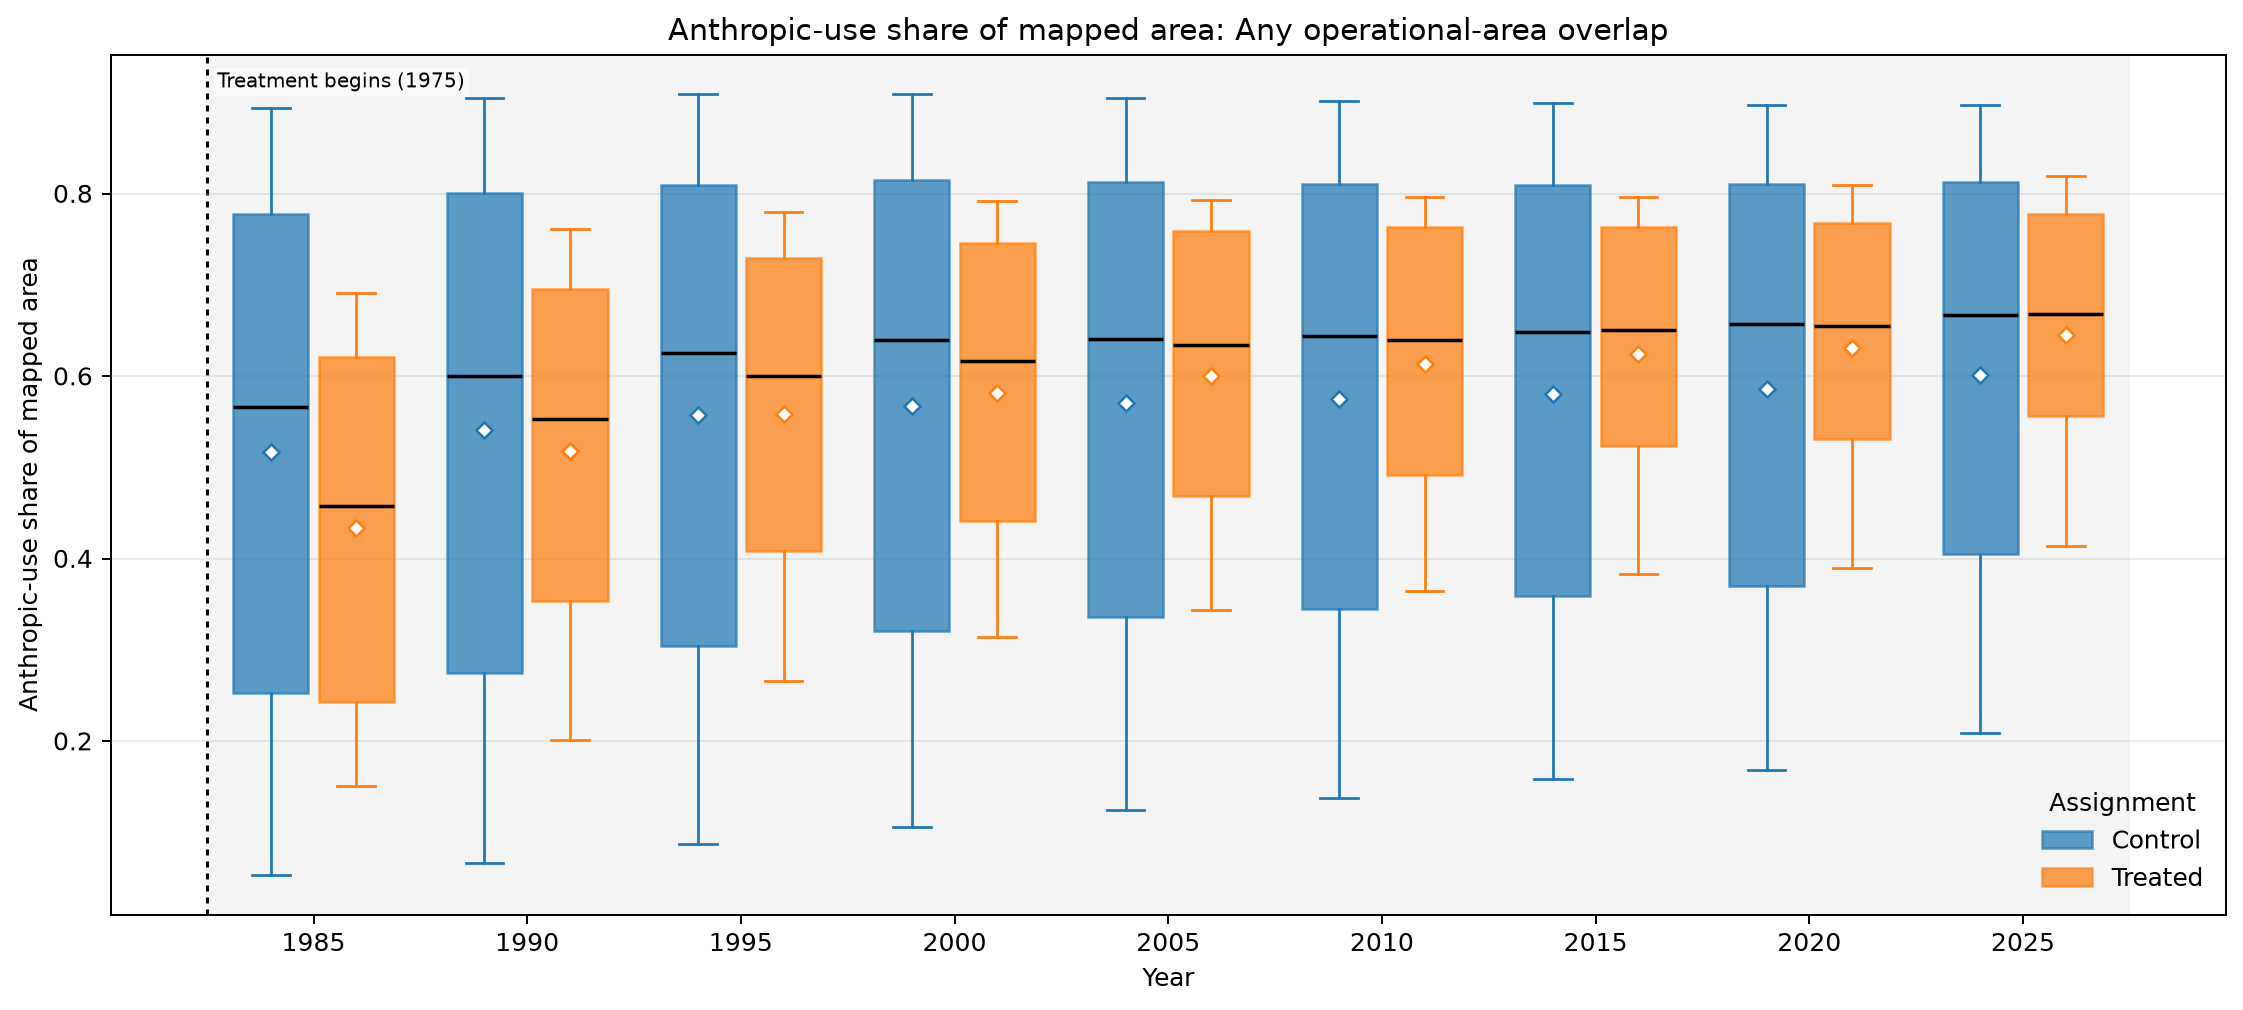 Anthropic-use share of mapped area: Any operational-area overlap
Treatment begins (1975)
Anthropic-use share of mapped area
0.8
0.6
0.4
0.2
1985
1990
1995
2000
2005
2010
2015
2020
2025
Year
Assignment
Control
Treated